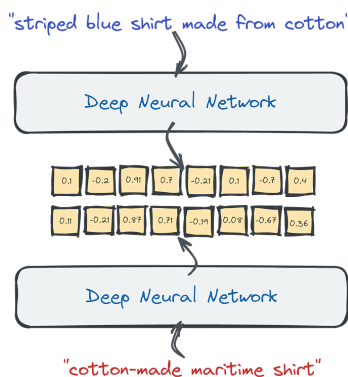 "striped blue shirt made from cotton"
Deep Neural Network
0.1 -0.2 0.91 0.7 -0.21 0.1 -0.7 0.4
0.11 -0.21 0.87 0.71 -0.19 0.08 -0.67 0.36
Deep Neural Network
"cotton-made maritime shirt"